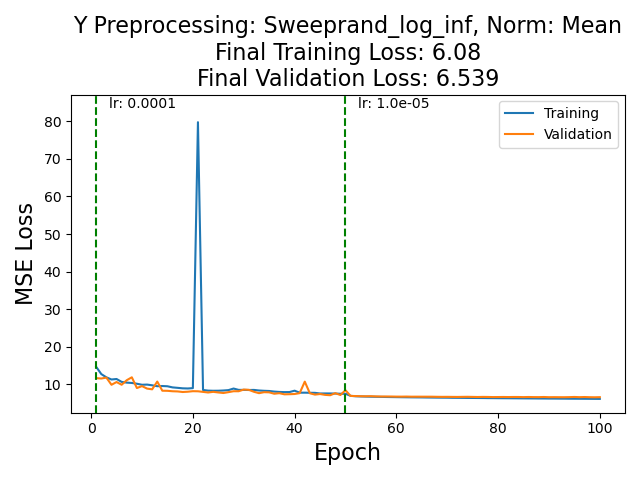 Y Preprocessing: Sweeprand_log_inf, Norm: Mean
Final Training Loss: 6.08
Final Validation Loss: 6.539
lr: 0.0001
lr: 1.0e-05
Training
Validation
MSE Loss
80
70
60
50
40
30
20
10
0
20
40
60
80
100
Epoch